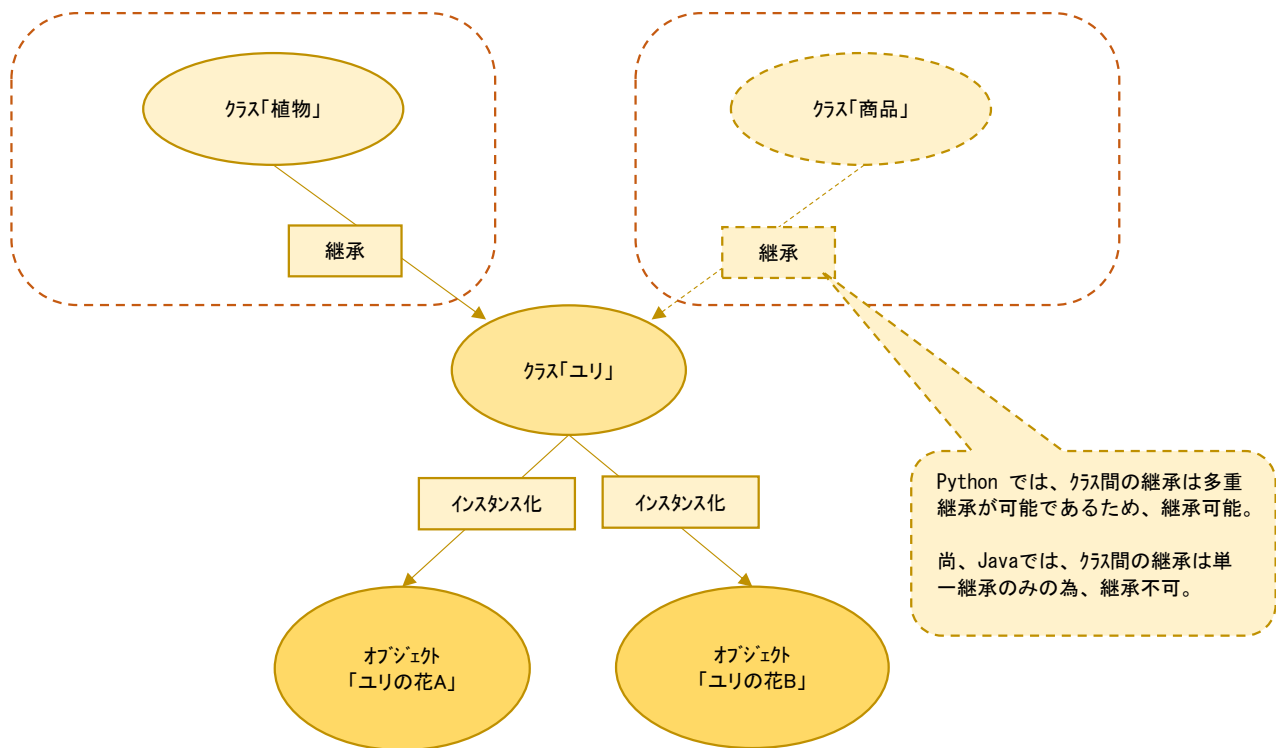 ｸﾗｽ「植物」
ｸﾗｽ「商品」
継承
継承
ｸﾗｽ「ユリ」
Python では、ｸﾗｽ間の継承は多重
継承が可能であるため、継承可能。
尚、Javaでは、ｸﾗｽ間の継承は単
一継承のみの為、継承不可。
ｲﾝｽﾀﾝｽ化
ｲﾝｽﾀﾝｽ化
ｵﾌﾞｼﾞｪｸﾄ
「ユリの花A」
ｵﾌﾞｼﾞｪｸﾄ
「ユリの花B」